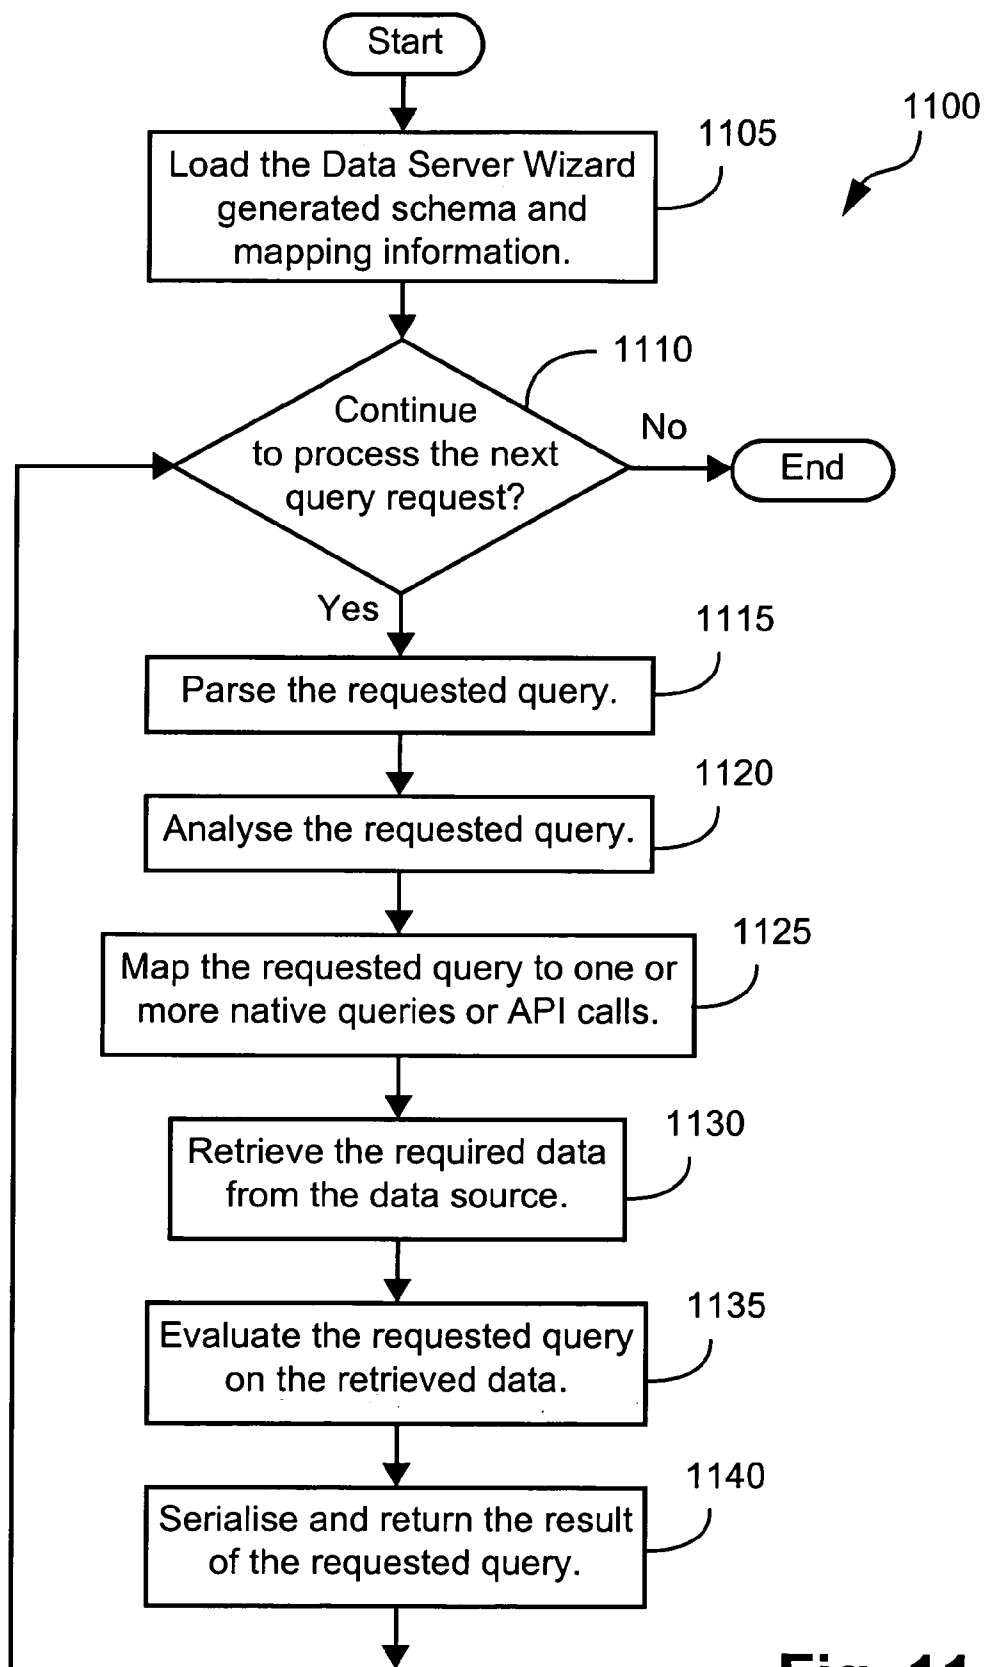 Start
1100
1105
Load the Data Server Wizard
generated schema and
mapping information.
1110
Continue
to process the next
query request?
No
End
Yes
1115
Parse the requested query.
1120
Analyse the requested query.
1125
Map the requested query to one or
more native queries or API calls.
1130
Retrieve the required data
from the data source.
1135
Evaluate the requested query
on the retrieved data.
1140
Serialise and return the result
of the requested query.
Fig. 11